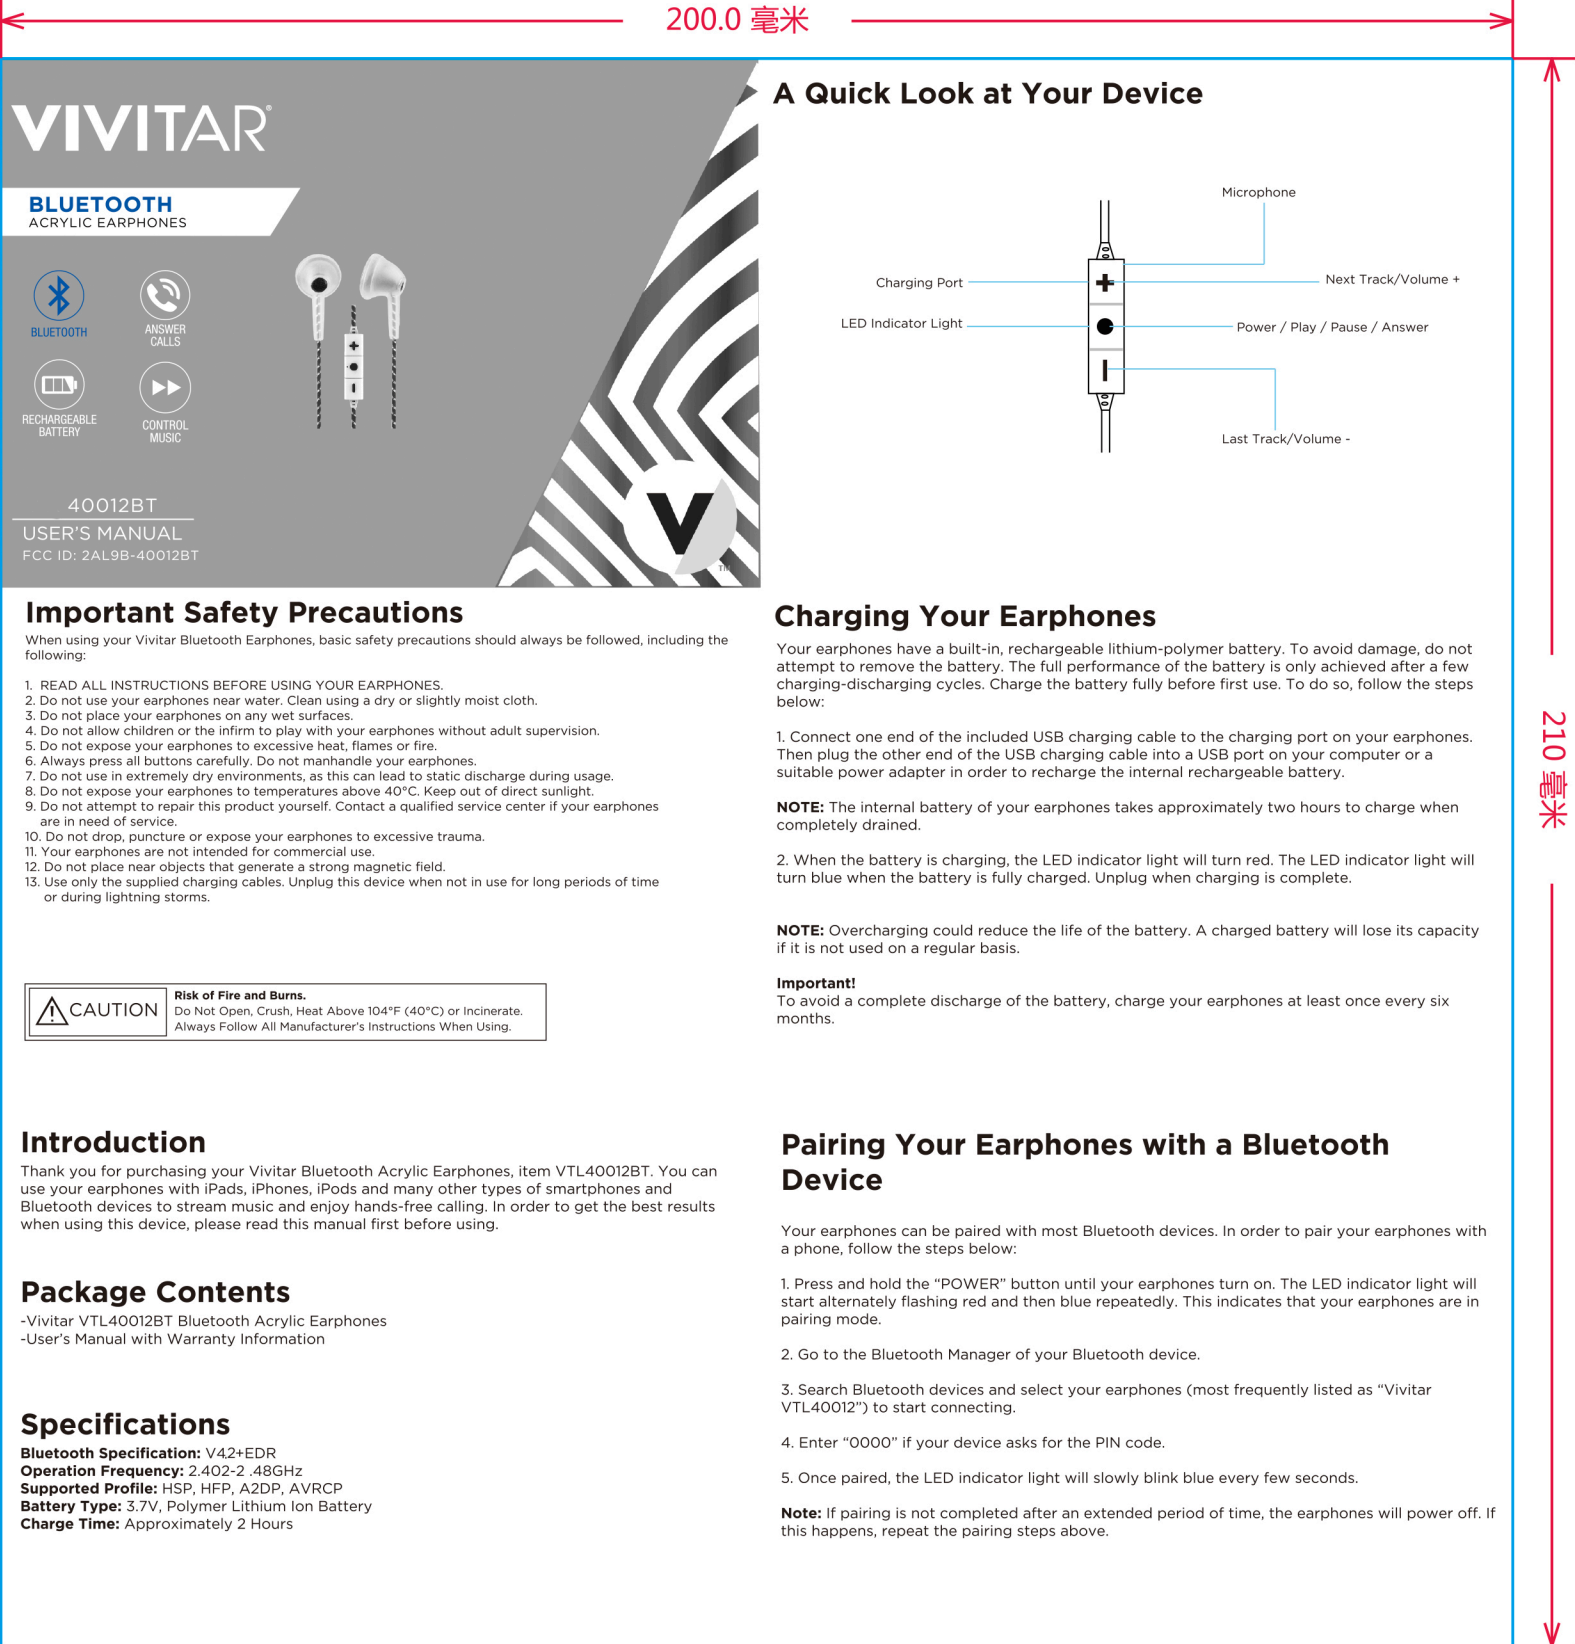 200.0 毫米
210 毫米
VIVITAR®
BLUETOOTH
ACRYLIC EARPHONES
BLUETOOTH
ANSWER
CALLS
RECHARGEABLE
BATTERY
CONTROL
MUSIC
40012BT
USER'S MANUAL
FCC ID: 2AL9B-40012BT
V
TM
A Quick Look at Your Device
Microphone
Charging Port
Next Track/Volume +
LED Indicator Light
Power / Play / Pause / Answer
Last Track/Volume -
Important Safety Precautions
When using your Vivitar Bluetooth Earphones, basic safety precautions should always be followed, including the
following:
1. READ ALL INSTRUCTIONS BEFORE USING YOUR EARPHONES.
2. Do not use your earphones near water. Clean using a dry or slightly moist cloth.
3. Do not place your earphones on any wet surfaces.
4. Do not allow children or the infirm to play with your earphones without adult supervision.
5. Do not expose your earphones to excessive heat, flames or fire.
6. Always press all buttons carefully. Do not manhandle your earphones.
7. Do not use in extremely dry environments, as this can lead to static discharge during usage.
8. Do not expose your earphones to temperatures above 40°C. Keep out of direct sunlight.
9. Do not attempt to repair this product yourself. Contact a qualified service center if your earphones
are in need of service.
10. Do not drop, puncture or expose your earphones to excessive trauma.
11. Your earphones are not intended for commercial use.
12. Do not place near objects that generate a strong magnetic field.
13. Use only the supplied charging cables. Unplug this device when not in use for long periods of time
or during lightning storms.
CAUTION
Risk of Fire and Burns.
Do Not Open, Crush, Heat Above 104°F (40°C) or Incinerate.
Always Follow All Manufacturer's Instructions When Using.
Charging Your Earphones
Your earphones have a built-in, rechargeable lithium-polymer battery. To avoid damage, do not
attempt to remove the battery. The full performance of the battery is only achieved after a few
charging-discharging cycles. Charge the battery fully before first use. To do so, follow the steps
below:
1. Connect one end of the included USB charging cable to the charging port on your earphones.
Then plug the other end of the USB charging cable into a USB port on your computer or a
suitable power adapter in order to recharge the internal rechargeable battery.
NOTE: The internal battery of your earphones takes approximately two hours to charge when
completely drained.
2. When the battery is charging, the LED indicator light will turn red. The LED indicator light will
turn blue when the battery is fully charged. Unplug when charging is complete.
NOTE: Overcharging could reduce the life of the battery. A charged battery will lose its capacity
if it is not used on a regular basis.
Important!
To avoid a complete discharge of the battery, charge your earphones at least once every six
months.
Introduction
Thank you for purchasing your Vivitar Bluetooth Acrylic Earphones, item VTL40012BT. You can
use your earphones with iPads, iPhones, iPods and many other types of smartphones and
Bluetooth devices to stream music and enjoy hands-free calling. In order to get the best results
when using this device, please read this manual first before using.
Package Contents
-Vivitar VTL40012BT Bluetooth Acrylic Earphones
-User's Manual with Warranty Information
Specifications
Bluetooth Specification: V4.2+EDR
Operation Frequency: 2.402-2 .48GHz
Supported Profile: HSP, HFP, A2DP, AVRCP
Battery Type: 3.7V, Polymer Lithium Ion Battery
Charge Time: Approximately 2 Hours
Pairing Your Earphones with a Bluetooth
Device
Your earphones can be paired with most Bluetooth devices. In order to pair your earphones with
a phone, follow the steps below:
1. Press and hold the “POWER” button until your earphones turn on. The LED indicator light will
start alternately flashing red and then blue repeatedly. This indicates that your earphones are in
pairing mode.
2. Go to the Bluetooth Manager of your Bluetooth device.
3. Search Bluetooth devices and select your earphones (most frequently listed as “Vivitar
VTL40012”) to start connecting.
4. Enter “0000” if your device asks for the PIN code.
5. Once paired, the LED indicator light will slowly blink blue every few seconds.
Note: If pairing is not completed after an extended period of time, the earphones will power off. If
this happens, repeat the pairing steps above.